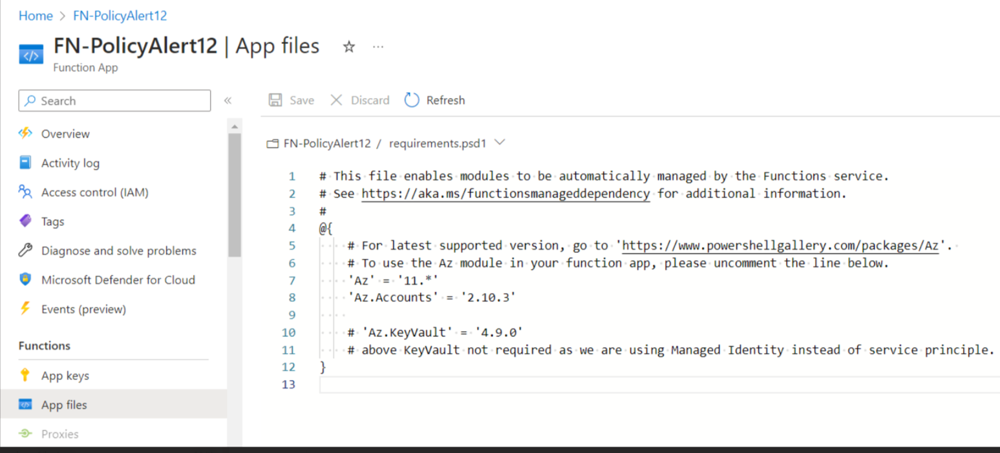 Home > FN-PolicyAlert12
FN-PolicyAlert12 | App files
Function App
Search
Overview
Activity log
Access control (IAM)
Tags
Diagnose and solve problems
Microsoft Defender for Cloud
Events (preview)
Functions
App keys
App files
Proxies
Save Discard Refresh
FN-PolicyAlert12 / requirements.psd1
1 # This file enables modules to be automatically managed by the Functions service.
2 # See https://aka.ms/functionsmanageddependency for additional information.
3 #
4 @{
5 # For latest supported version, go to 'https://www.powershellgallery.com/packages/Az'.
6 # To use the Az module in your function app, please uncomment the line below.
7 'Az' = '11.*'
8 'Az.Accounts' = '2.10.3'
9
10 # 'Az.KeyVault' = '4.9.0'
11 # above KeyVault not required as we are using Managed Identity instead of service principle.
12 }
13